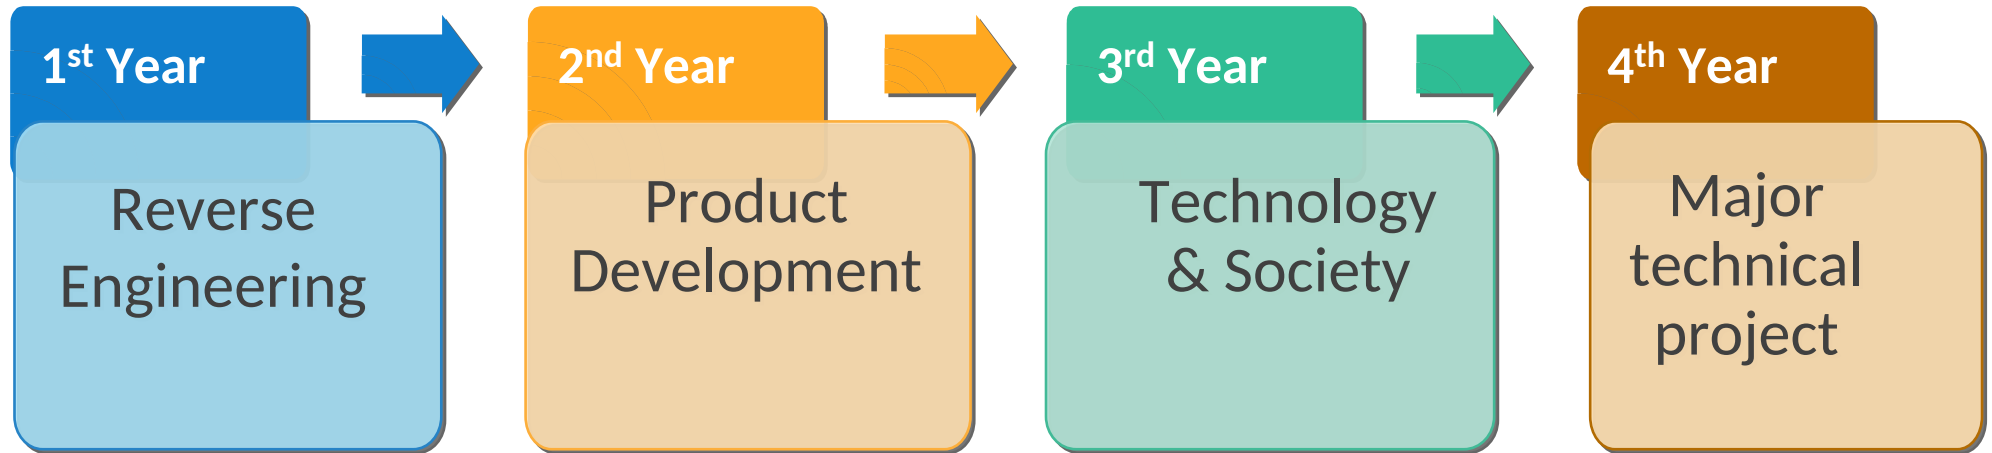 1st Year
Reverse
Engineering
2nd Year
Product
Development
3rd Year
Technology
& Society
4th Year
Major
technical
project